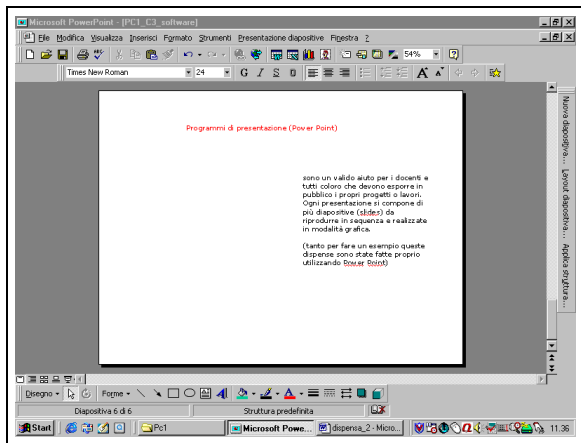 Microsoft PowerPoint - [PC1_C3_software]
File Modifica Visualizza Inserisci Formato Strumenti Presentazione diapositive Finestra ?
54%
Times New Roman 24 G I S
Nuova diapositiva... Layout diapositiva... Applica struttura...
Programmi di presentazione (Power Point)
sono un valido aiuto per i docenti e
tutti coloro che devono esporre in
pubblico i propri progetti o lavori.
Ogni presentazione si compone di
più diapositive (slides) da
riprodurre in sequenza e realizzate
in modalità grafica.
(tanto per fare un esempio queste
dispense sono state fatte proprio
utilizzando Power Point)
Disegno Forme
Diapositiva 6 di 6 Struttura predefinita
Start Pc1 Microsoft Powe... dispensa_2 - Micro... 11.36